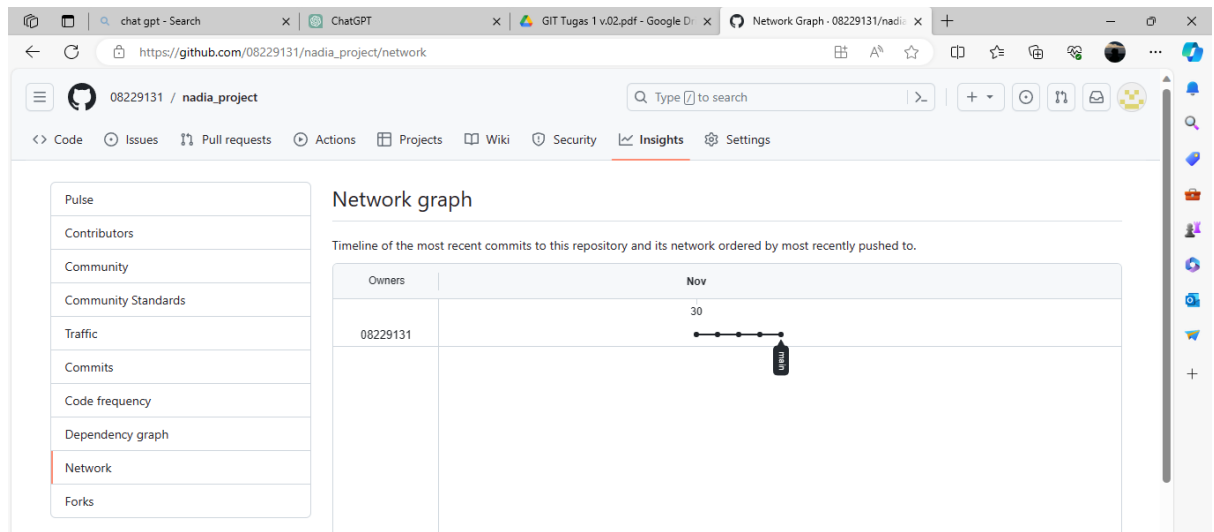 chat gpt - Search
ChatGPT
GIT Tugas 1 v.02.pdf - Google Dr
Network Graph · 08229131/nadia
https://github.com/08229131/nadia_project/network
08229131 / nadia_project
Type / to search
Code
Issues
Pull requests
Actions
Projects
Wiki
Security
Insights
Settings
Pulse
Contributors
Community
Community Standards
Traffic
Commits
Code frequency
Dependency graph
Network
Forks
Network graph
Timeline of the most recent commits to this repository and its network ordered by most recently pushed to.
Owners
Nov
30
08229131
main